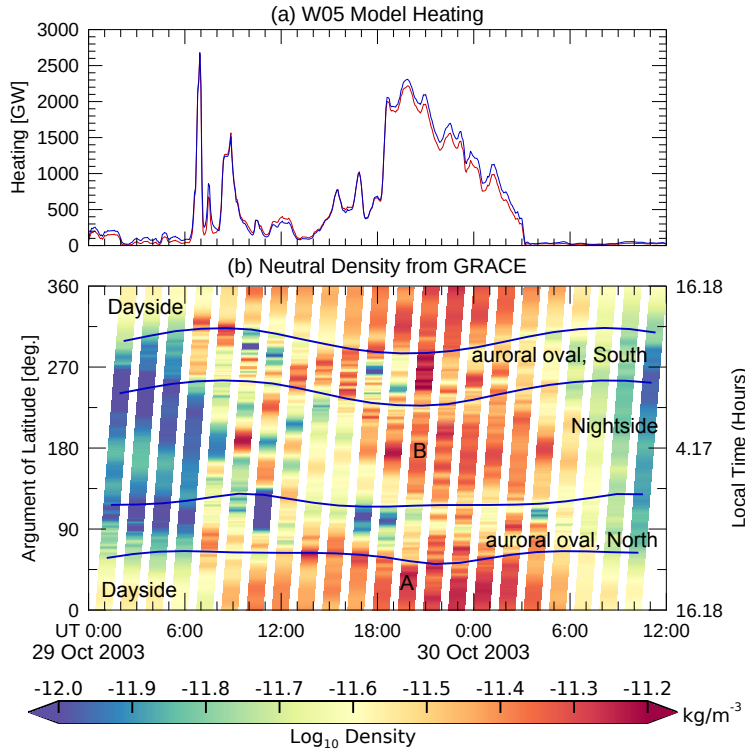 (a) W05 Model Heating
3000
2500
2000
1500
1000
500
0
Heating [GW]
(b) Neutral Density from GRACE
360
270
180
90
0
Argument of Latitude [deg.]
16.18
4.17
16.18
Local Time (Hours)
Dayside
auroral oval, South
Nightside
B
auroral oval, North
A
Dayside
UT 0:00 6:00 12:00 18:00 0:00 6:00 12:00
29 Oct 2003 30 Oct 2003
-12.0 -11.9 -11.8 -11.7 -11.6 -11.5 -11.4 -11.3 -11.2
kg/m⁻³
Log₁₀ Density